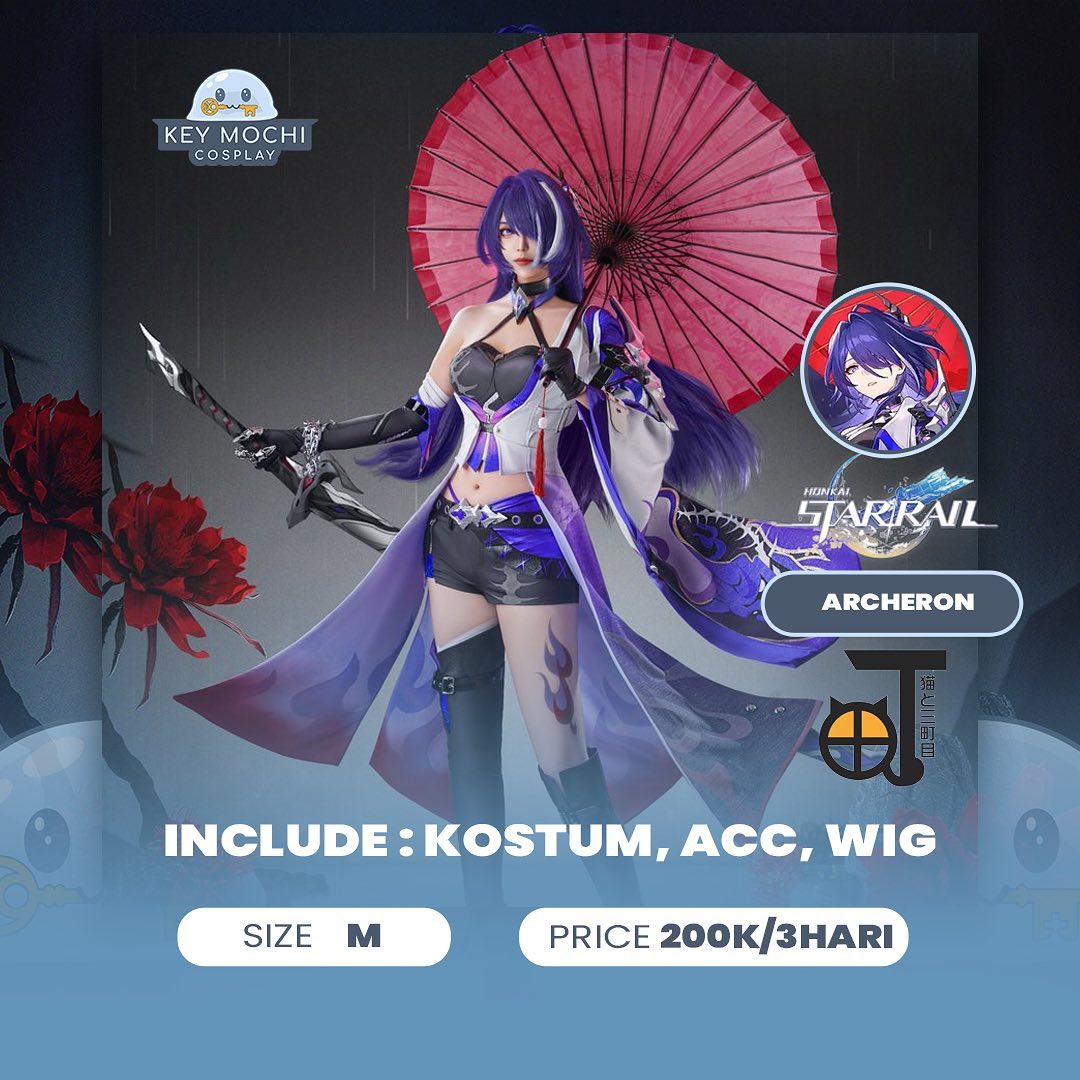 KEY MOCHI
COSPLAY
HONKAI
STAR RAIL
ARCHERON
猫と三町目
INCLUDE : KOSTUM, ACC, WIG
SIZE M
PRICE 200K/3HARI